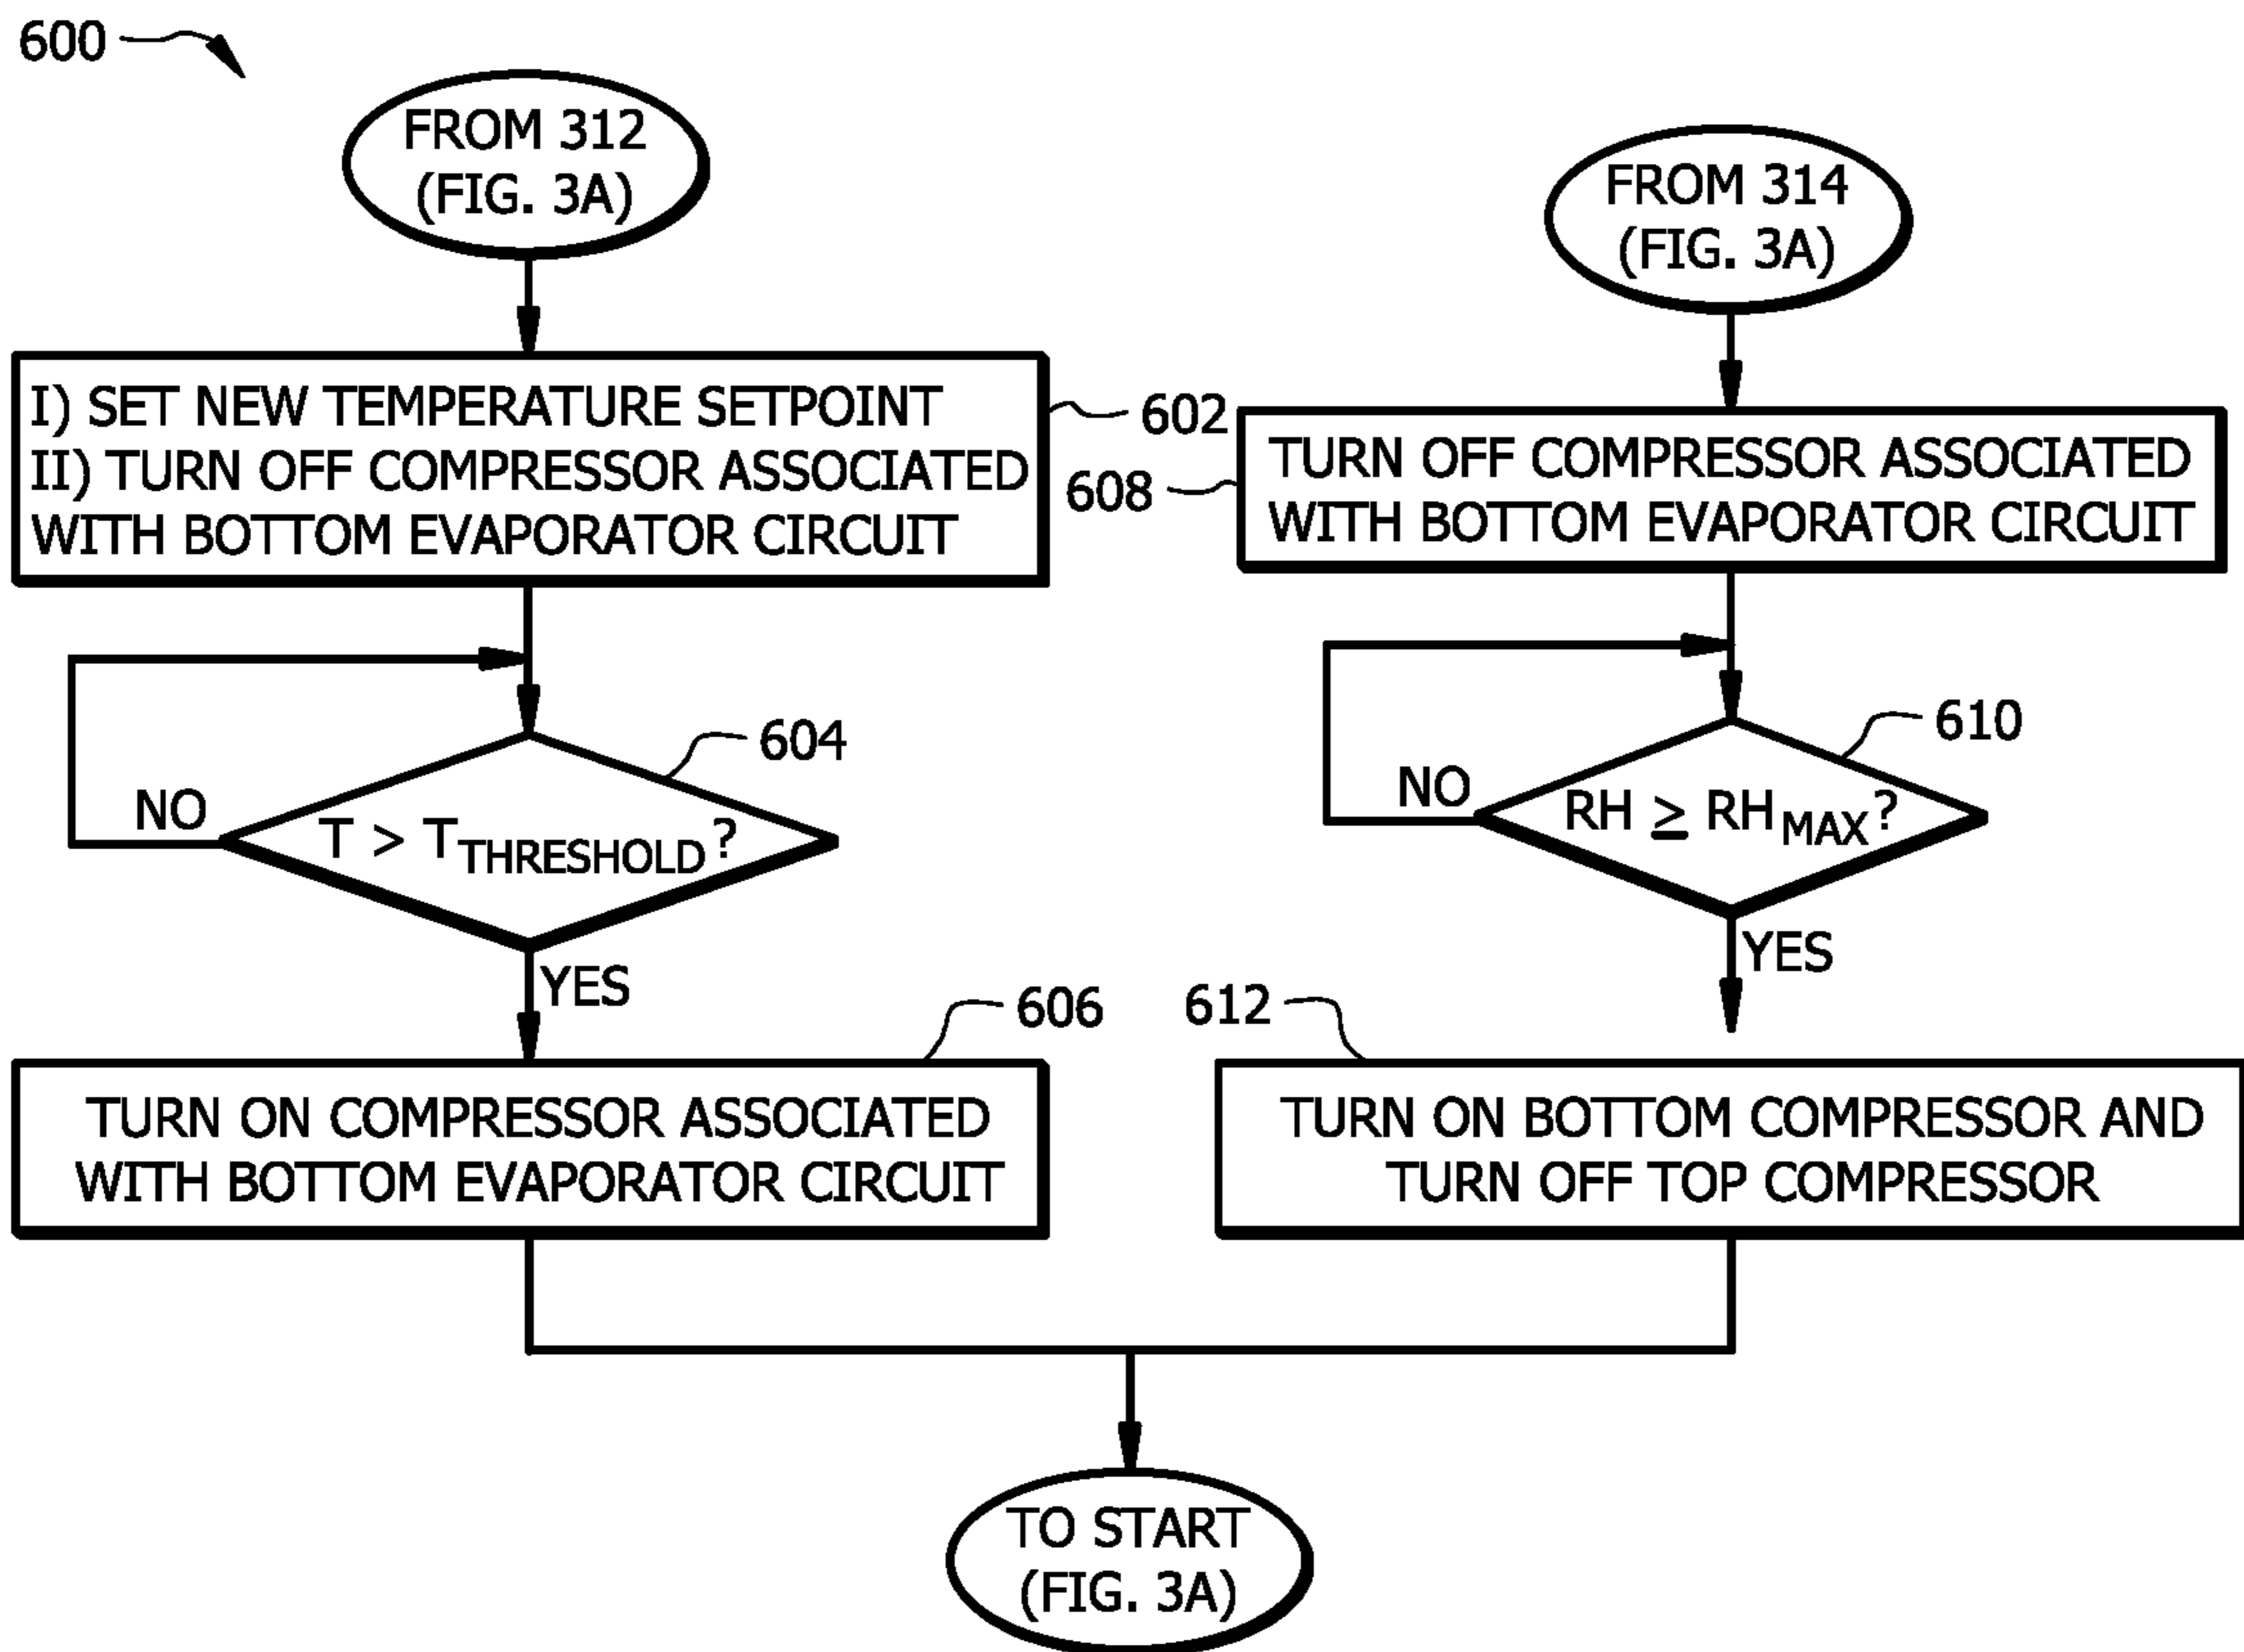 600
FROM 312
(FIG. 3A)
I) SET NEW TEMPERATURE SETPOINT
II) TURN OFF COMPRESSOR ASSOCIATED
WITH BOTTOM EVAPORATOR CIRCUIT
602
604
T > T THRESHOLD ?
NO
YES
606
TURN ON COMPRESSOR ASSOCIATED
WITH BOTTOM EVAPORATOR CIRCUIT
FROM 314
(FIG. 3A)
608
TURN OFF COMPRESSOR ASSOCIATED
WITH BOTTOM EVAPORATOR CIRCUIT
610
RH ≥ RH MAX ?
NO
YES
612
TURN ON BOTTOM COMPRESSOR AND
TURN OFF TOP COMPRESSOR
TO START
(FIG. 3A)